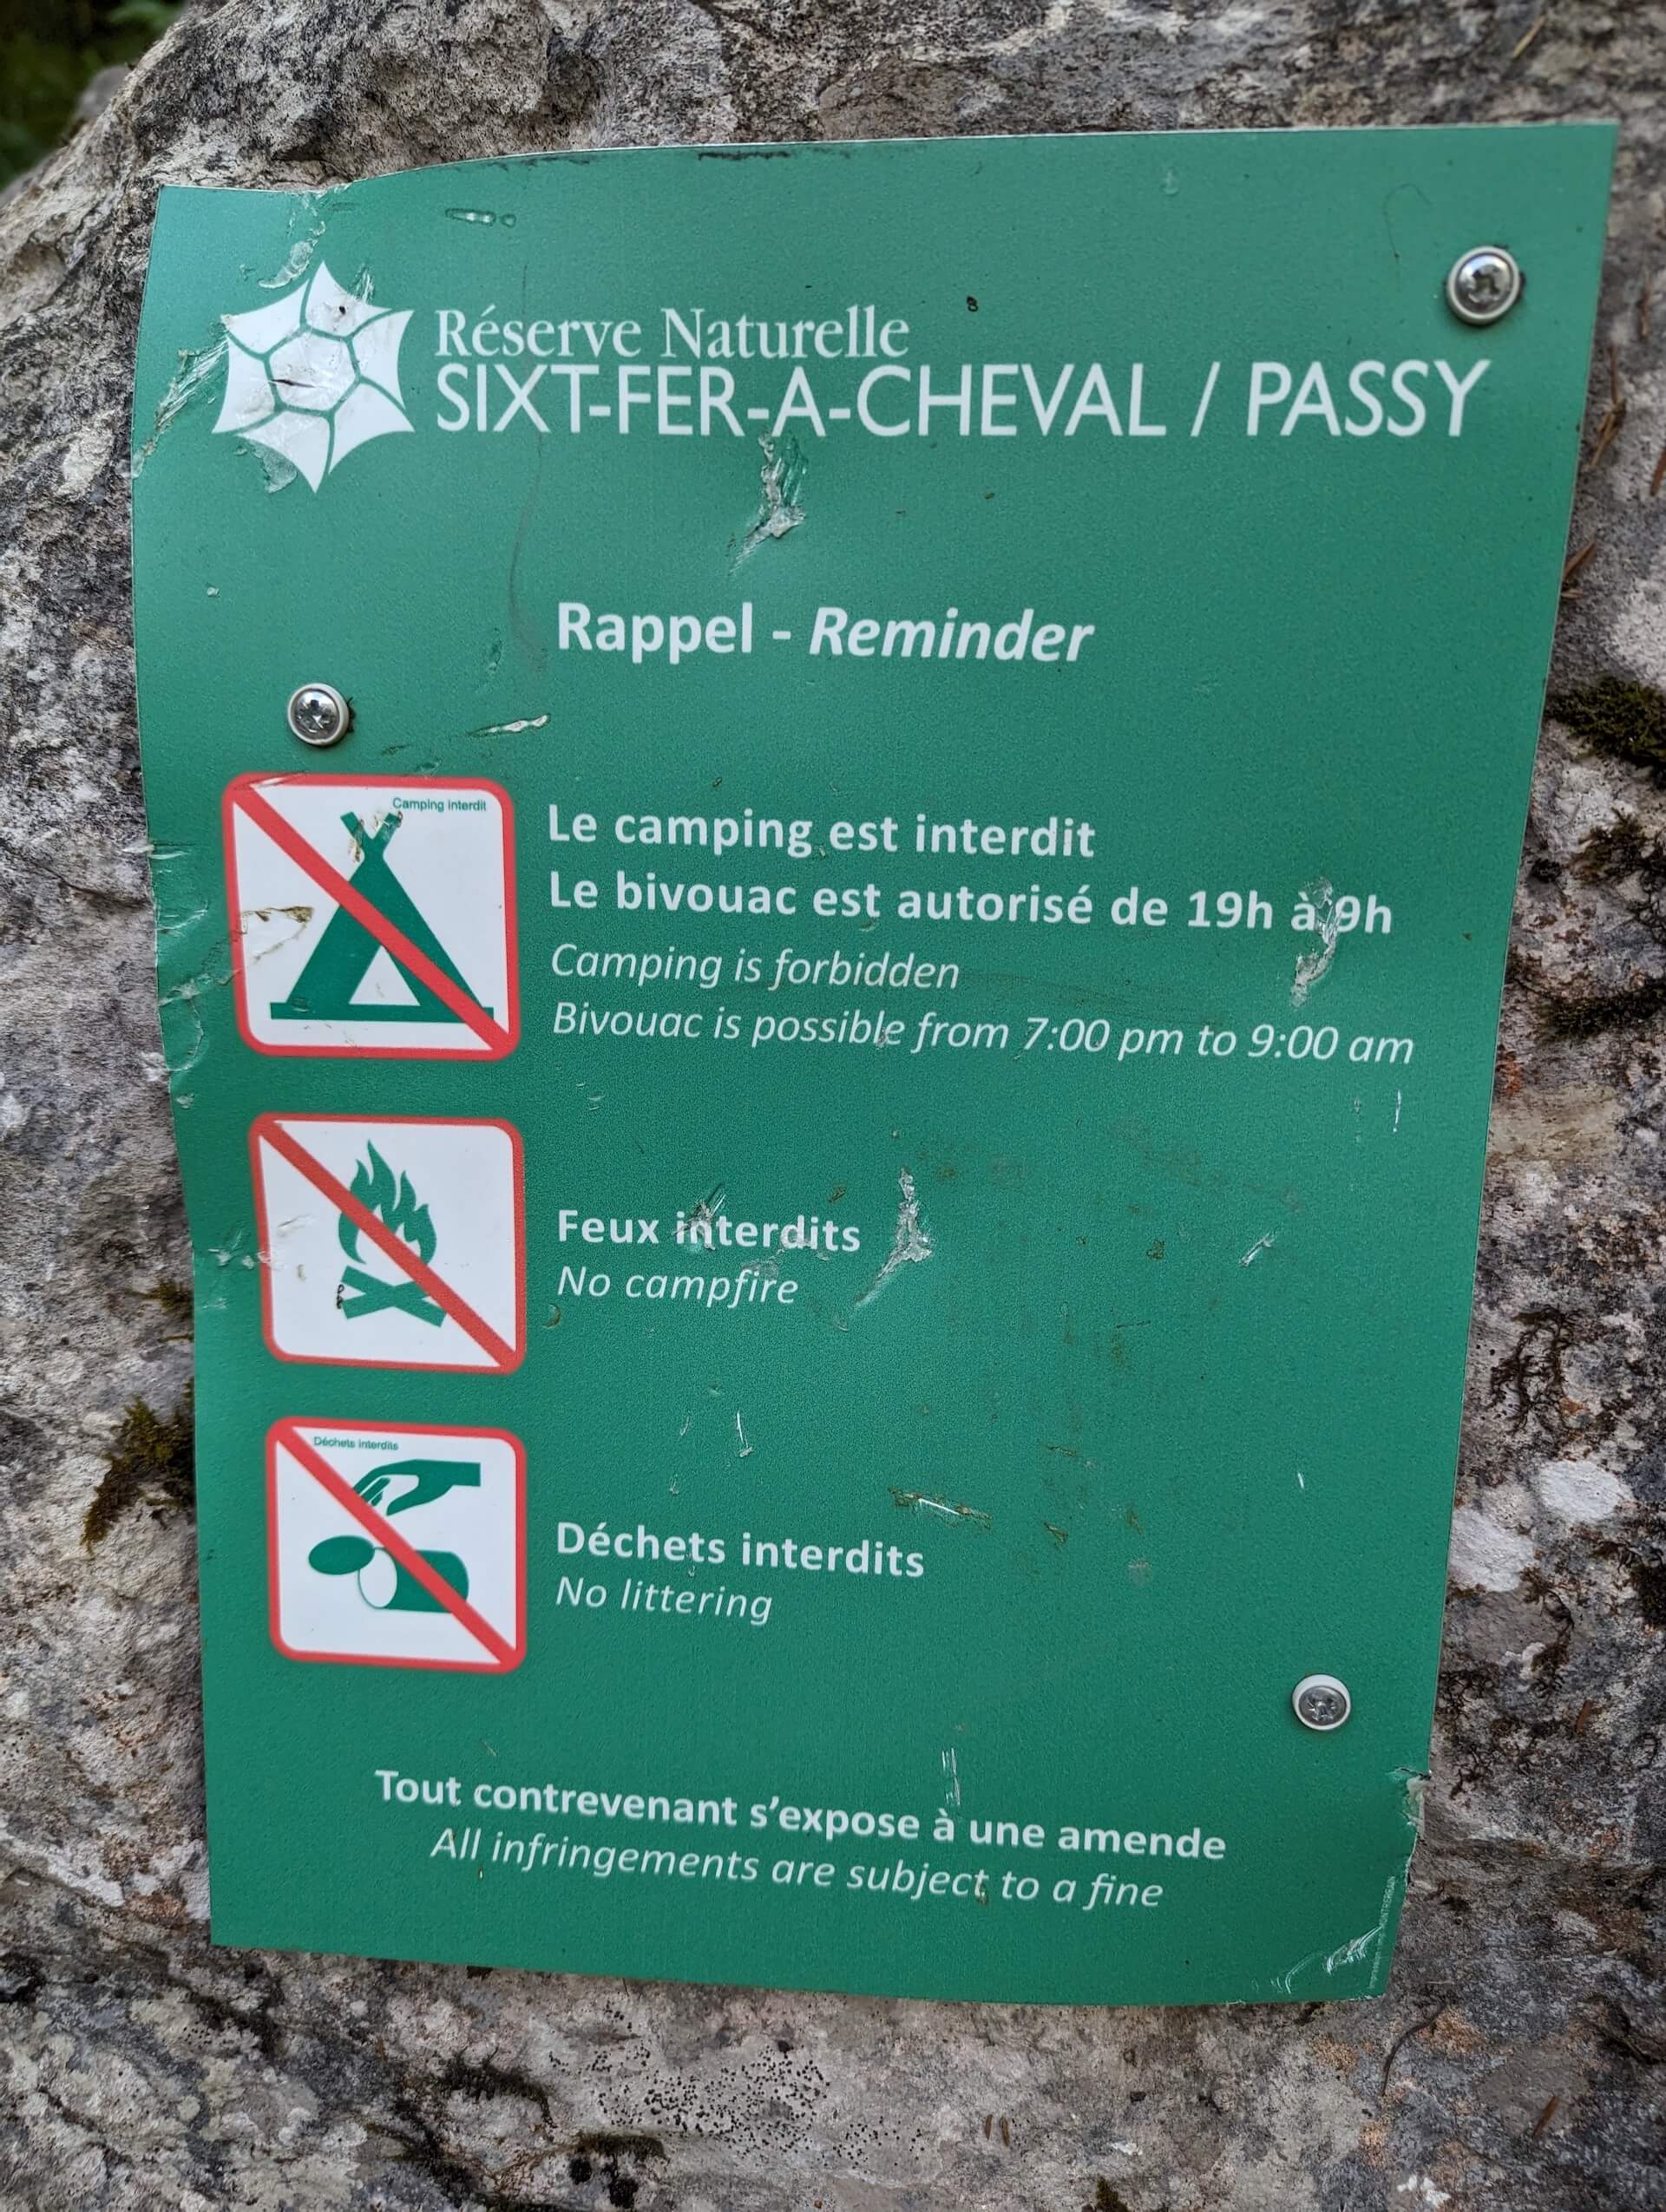 Réserve Naturelle
SIXT-FER-A-CHEVAL / PASSY
Rappel - Reminder
Camping interdit
Le camping est interdit
Le bivouac est autorisé de 19h à 9h
Camping is forbidden
Bivouac is possible from 7:00 pm to 9:00 am
Feux interdits
No campfire
Déchets interdits
Déchets interdits
No littering
Tout contrevenant s’expose à une amende
All infringements are subject to a fine